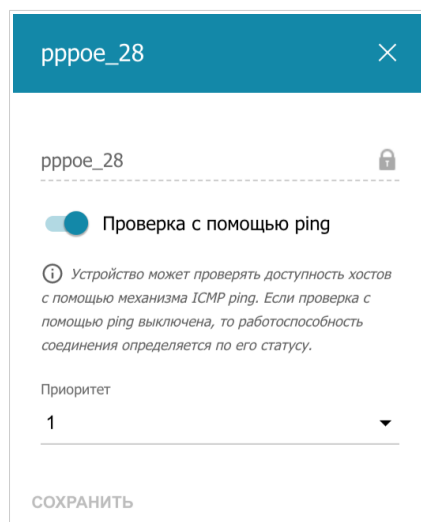 pppoe_28
pppoe_28
Проверка с помощью ping
Устройство может проверять доступность хостов
с помощью механизма ICMP ping. Если проверка с
помощью ping выключена, то работоспособность
соединения определяется по его статусу.
Приоритет
1
СОХРАНИТЬ